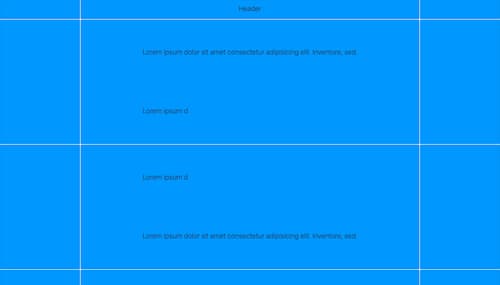 Header
Lorem ipsum dolor sit amet consectetur adipisicing elit. Inventore, sed.
Lorem ipsum d
Lorem ipsum d
Lorem ipsum dolor sit amet consectetur adipisicing elit. Inventore, sed.